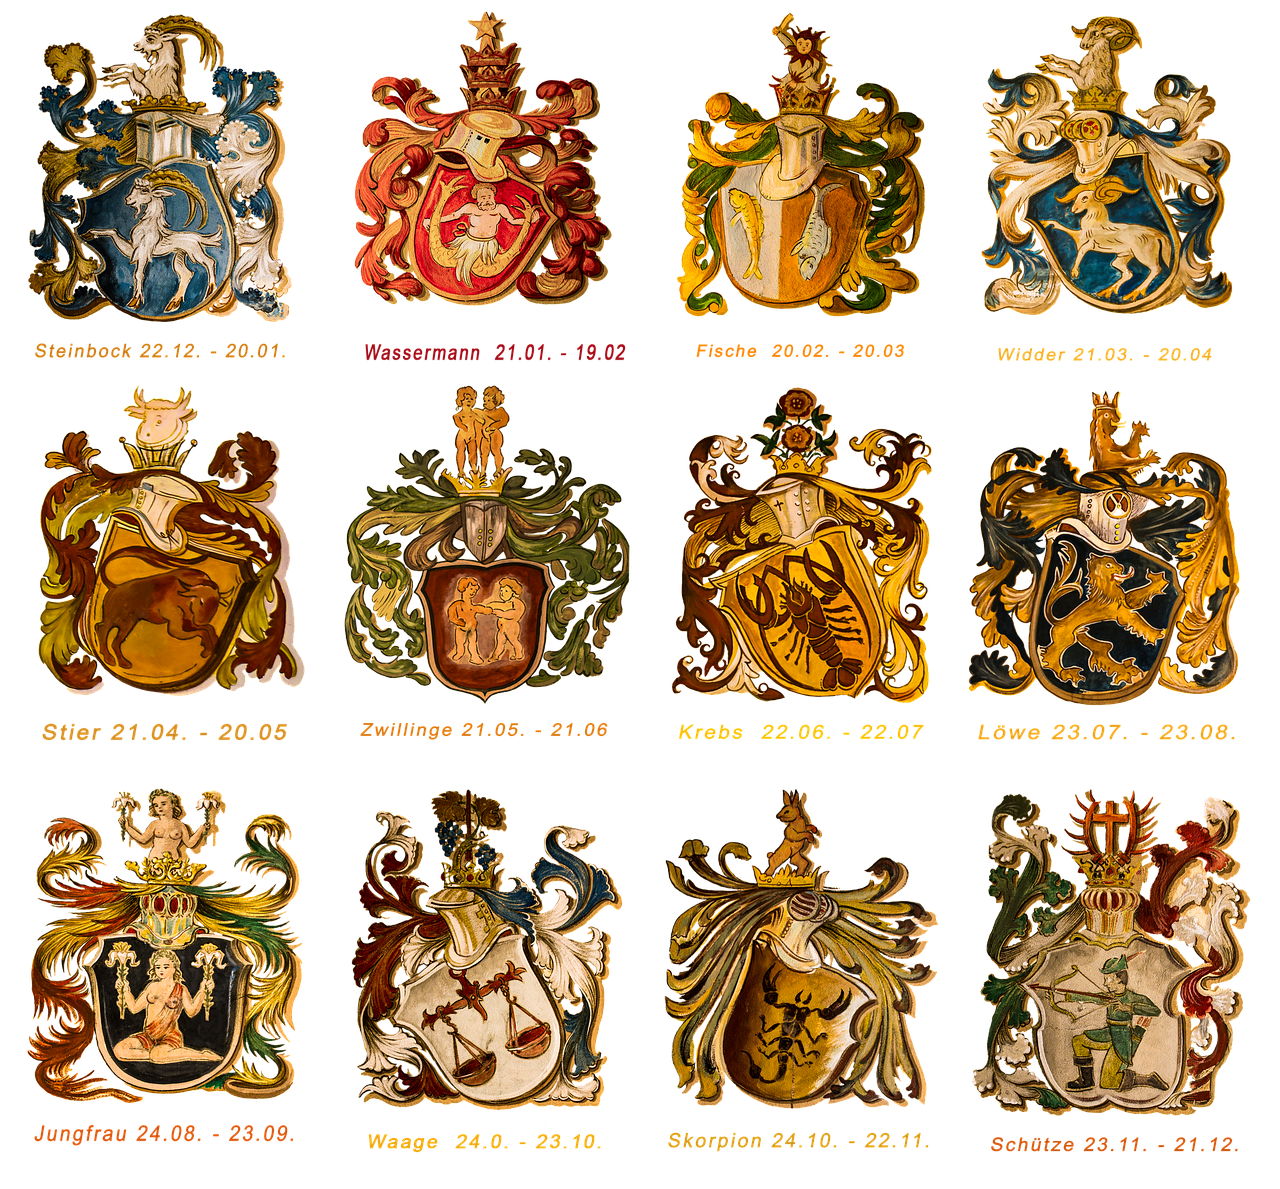 Steinbock 22.12. - 20.01.
Wassermann 21.01. - 19.02
Fische 20.02. - 20.03
Widder 21.03. - 20.04
Stier 21.04. - 20.05
Zwillinge 21.05. - 21.06
Krebs 22.06. - 22.07
Löwe 23.07. - 23.08.
Jungfrau 24.08. - 23.09.
Waage 24.0. - 23.10.
Skorpion 24.10. - 22.11.
Schütze 23.11. - 21.12.